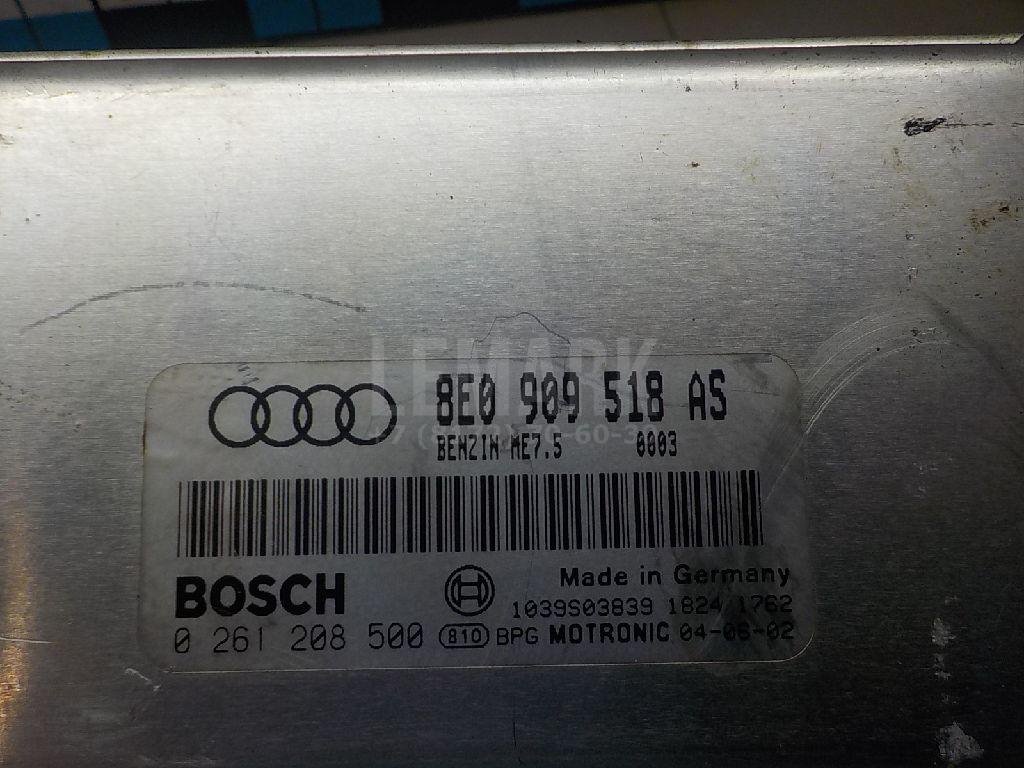 LEMARK
8E0 909 518 AS
BENZIN ME7.5 0003
BOSCH
Made in Germany
1039S03839 1824 1762
0 261 208 500 810 BPG MOTRONIC 04-06-02